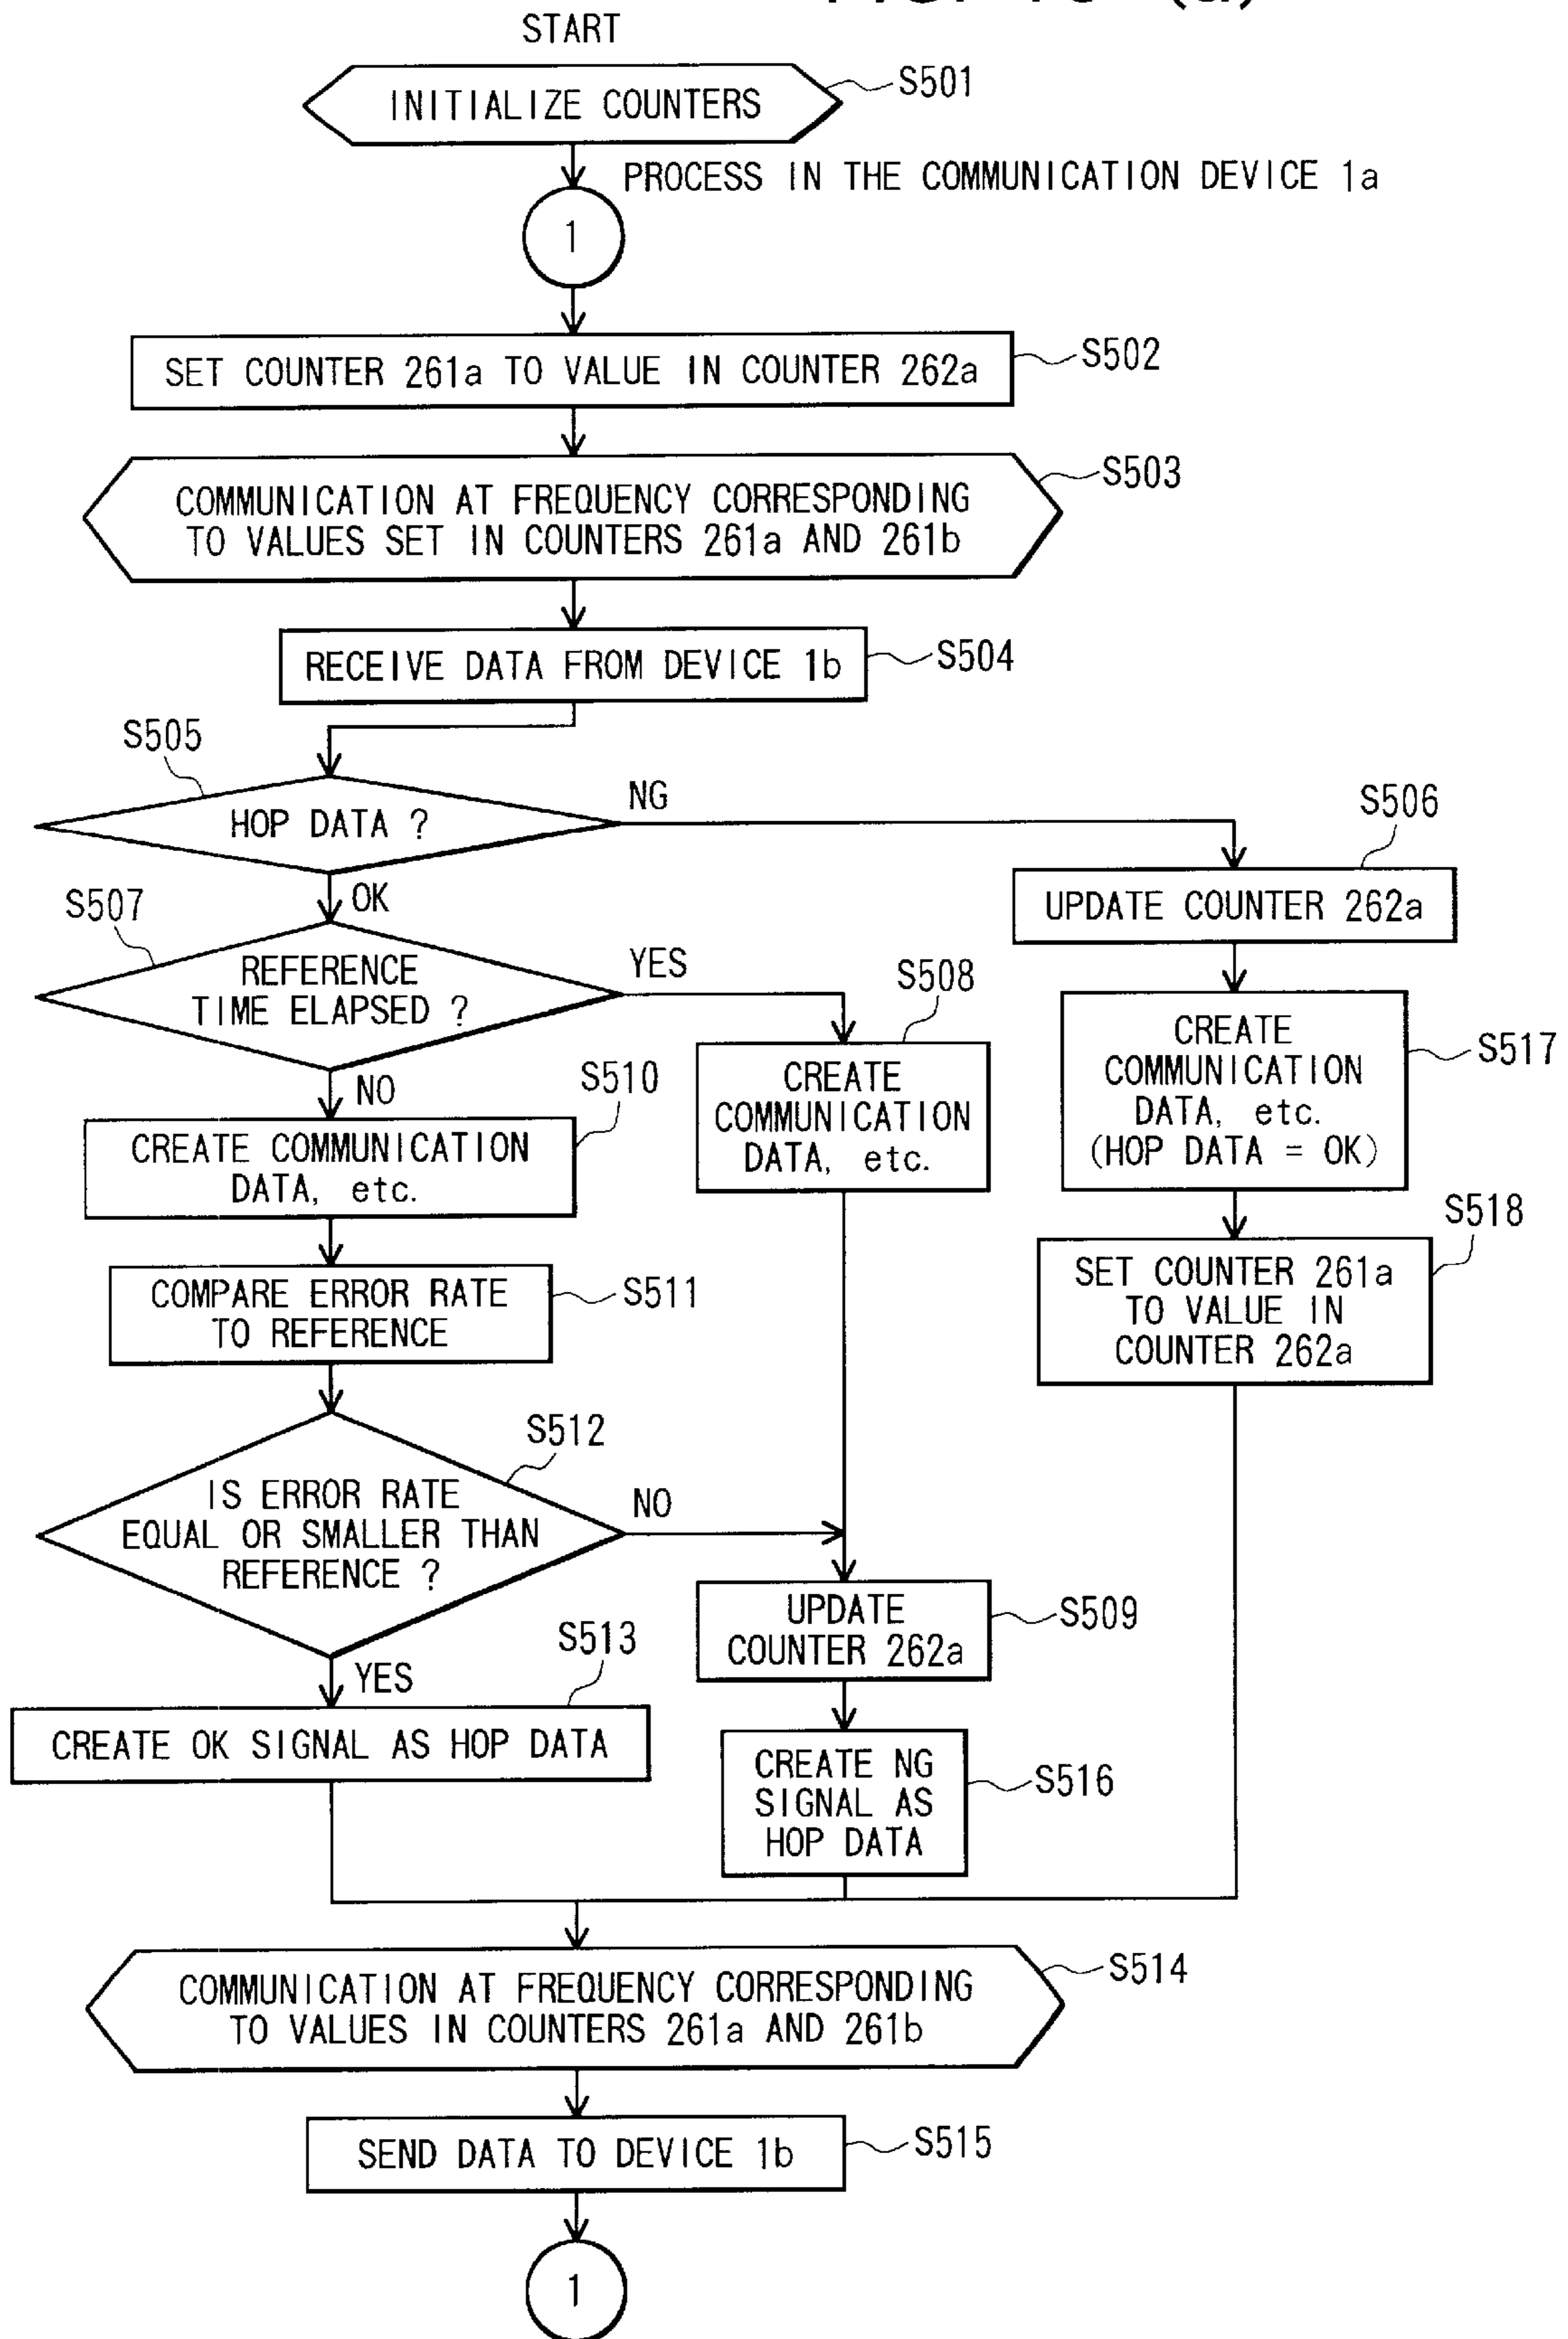 START
INITIALIZE COUNTERS
S501
PROCESS IN THE COMMUNICATION DEVICE 1a
1
SET COUNTER 261a TO VALUE IN COUNTER 262a
S502
COMMUNICATION AT FREQUENCY CORRESPONDING
TO VALUES SET IN COUNTERS 261a AND 261b
S503
RECEIVE DATA FROM DEVICE 1b
S504
S505
HOP DATA ?
NG
OK
S506
UPDATE COUNTER 262a
S507
REFERENCE
TIME ELAPSED ?
YES
NO
S508
CREATE
COMMUNICATION
DATA, etc.
CREATE
COMMUNICATION
DATA, etc.
(HOP DATA = OK)
S517
S510
CREATE COMMUNICATION
DATA, etc.
S518
SET COUNTER 261a
TO VALUE IN
COUNTER 262a
COMPARE ERROR RATE
TO REFERENCE
S511
S512
IS ERROR RATE
EQUAL OR SMALLER THAN
REFERENCE ?
NO
YES
UPDATE
COUNTER 262a
S509
S513
CREATE OK SIGNAL AS HOP DATA
CREATE NG
SIGNAL AS
HOP DATA
S516
COMMUNICATION AT FREQUENCY CORRESPONDING
TO VALUES IN COUNTERS 261a AND 261b
S514
SEND DATA TO DEVICE 1b
S515
1